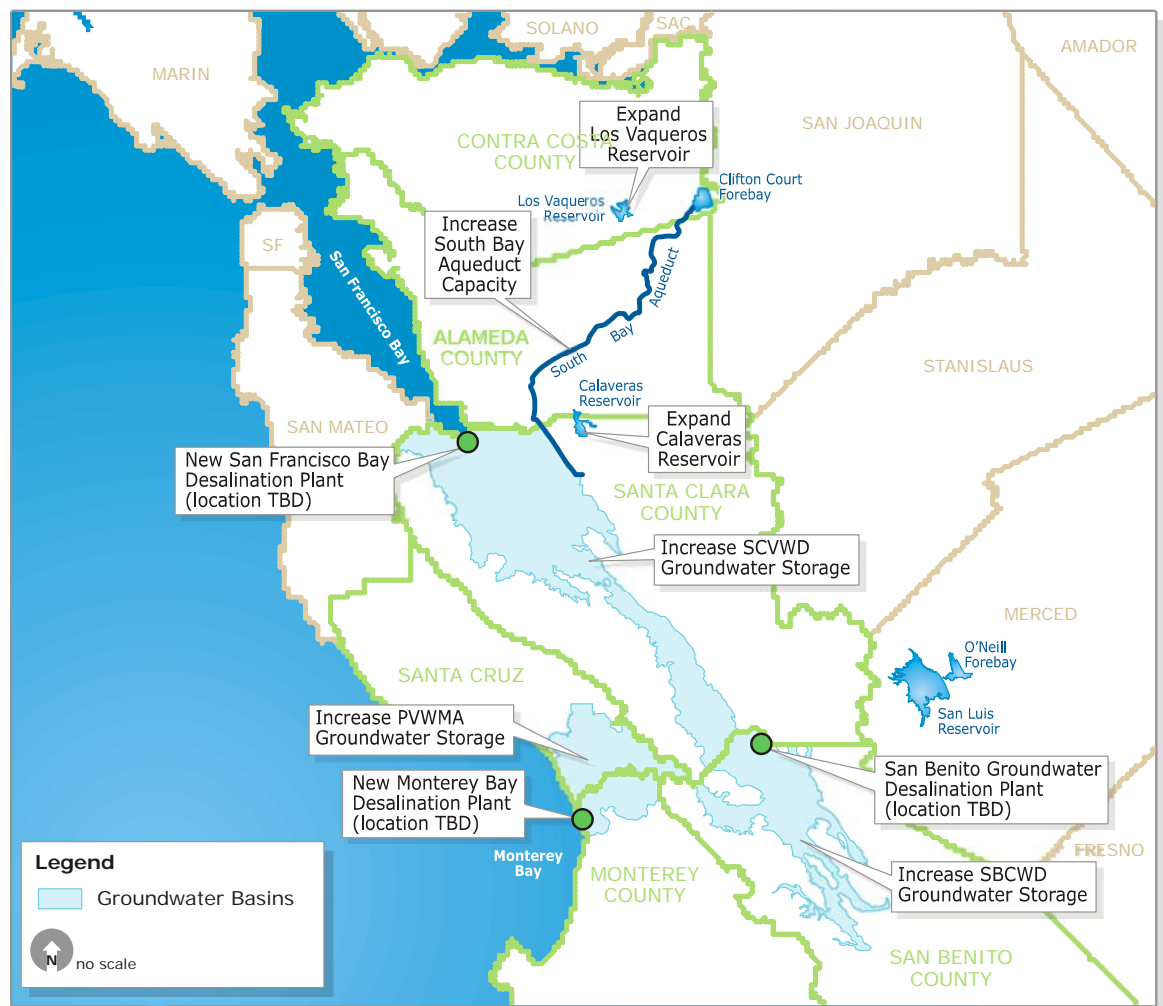 SOLANO
SAC
AMADOR
MARIN
SAN JOAQUIN
Expand
Los Vaqueros
Reservoir
CONTRA COSTA
COUNTY
Clifton Court
Forebay
Los Vaqueros
Reservoir
Increase
South Bay
Aqueduct
Capacity
SF
San Francisco Bay
South Bay Aqueduct
ALAMEDA
COUNTY
STANISLAUS
Calaveras
Reservoir
Expand
Calaveras
Reservoir
SAN MATEO
New San Francisco Bay
Desalination Plant
(location TBD)
SANTA CLARA
COUNTY
Increase SCVWD
Groundwater Storage
MERCED
O'Neill
Forebay
San Luis
Reservoir
SANTA CRUZ
Increase PVWMA
Groundwater Storage
New Monterey Bay
Desalination Plant
(location TBD)
San Benito Groundwater
Desalination Plant
(location TBD)
Monterey
Bay
MONTEREY
COUNTY
FRESNO
Increase SBCWD
Groundwater Storage
SAN BENITO
COUNTY
Legend
Groundwater Basins
N
no scale